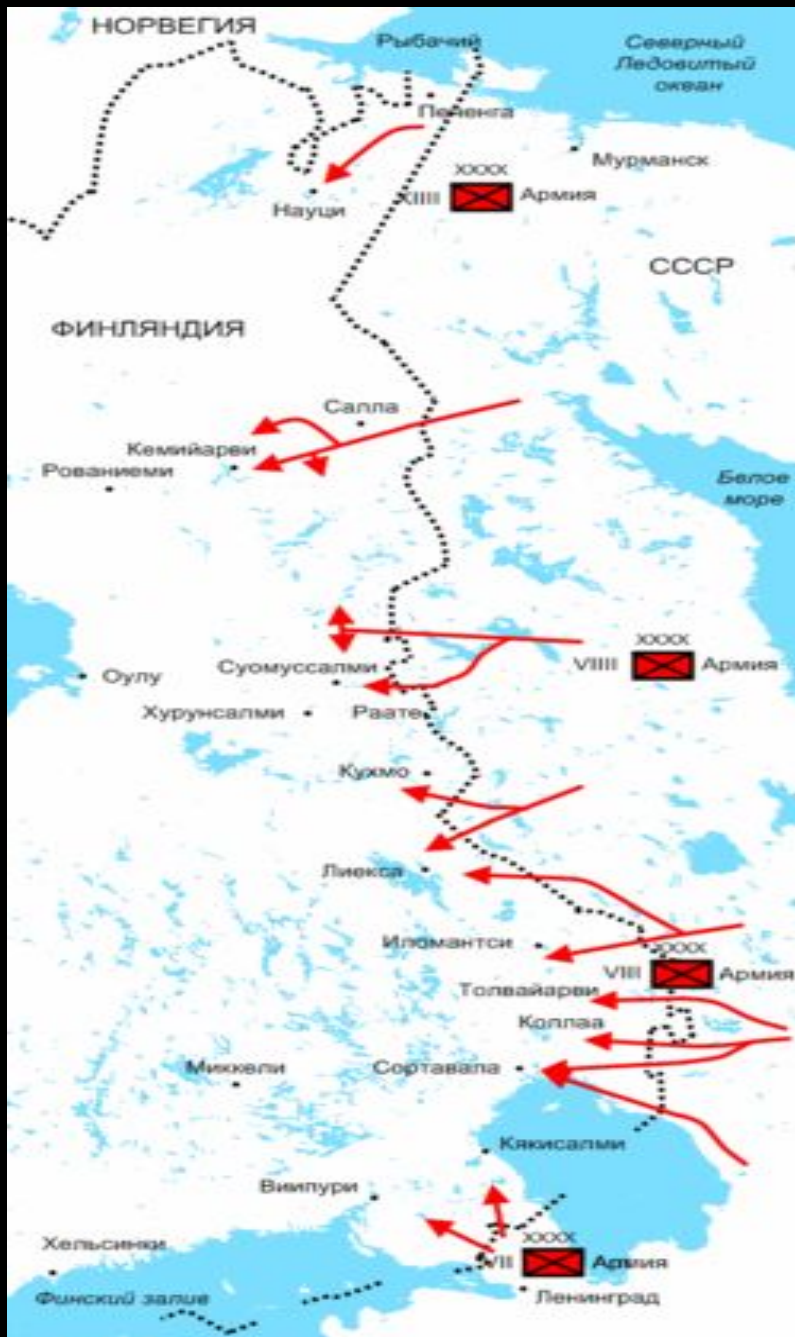 НОРВЕГИЯ
Рыбачий
Северный
Ледовитый
океан
Печенга
Мурманск
XXXX
XIIII Армия
Науци
СССР
ФИНЛЯНДИЯ
Салла
Кемийарви
Рованиеми
Белое
море
XXXX
VIIII Армия
Суомуссалми
Оулу
Хурунсалми
Раате
Кухмо
Лиекса
Иломантси
XXXX
VIII Армия
Толвайарви
Коллаа
Миккели
Сортавала
Кякисалми
Виипури
XXXX
VII Армия
Хельсинки
Финский залив
Ленинград